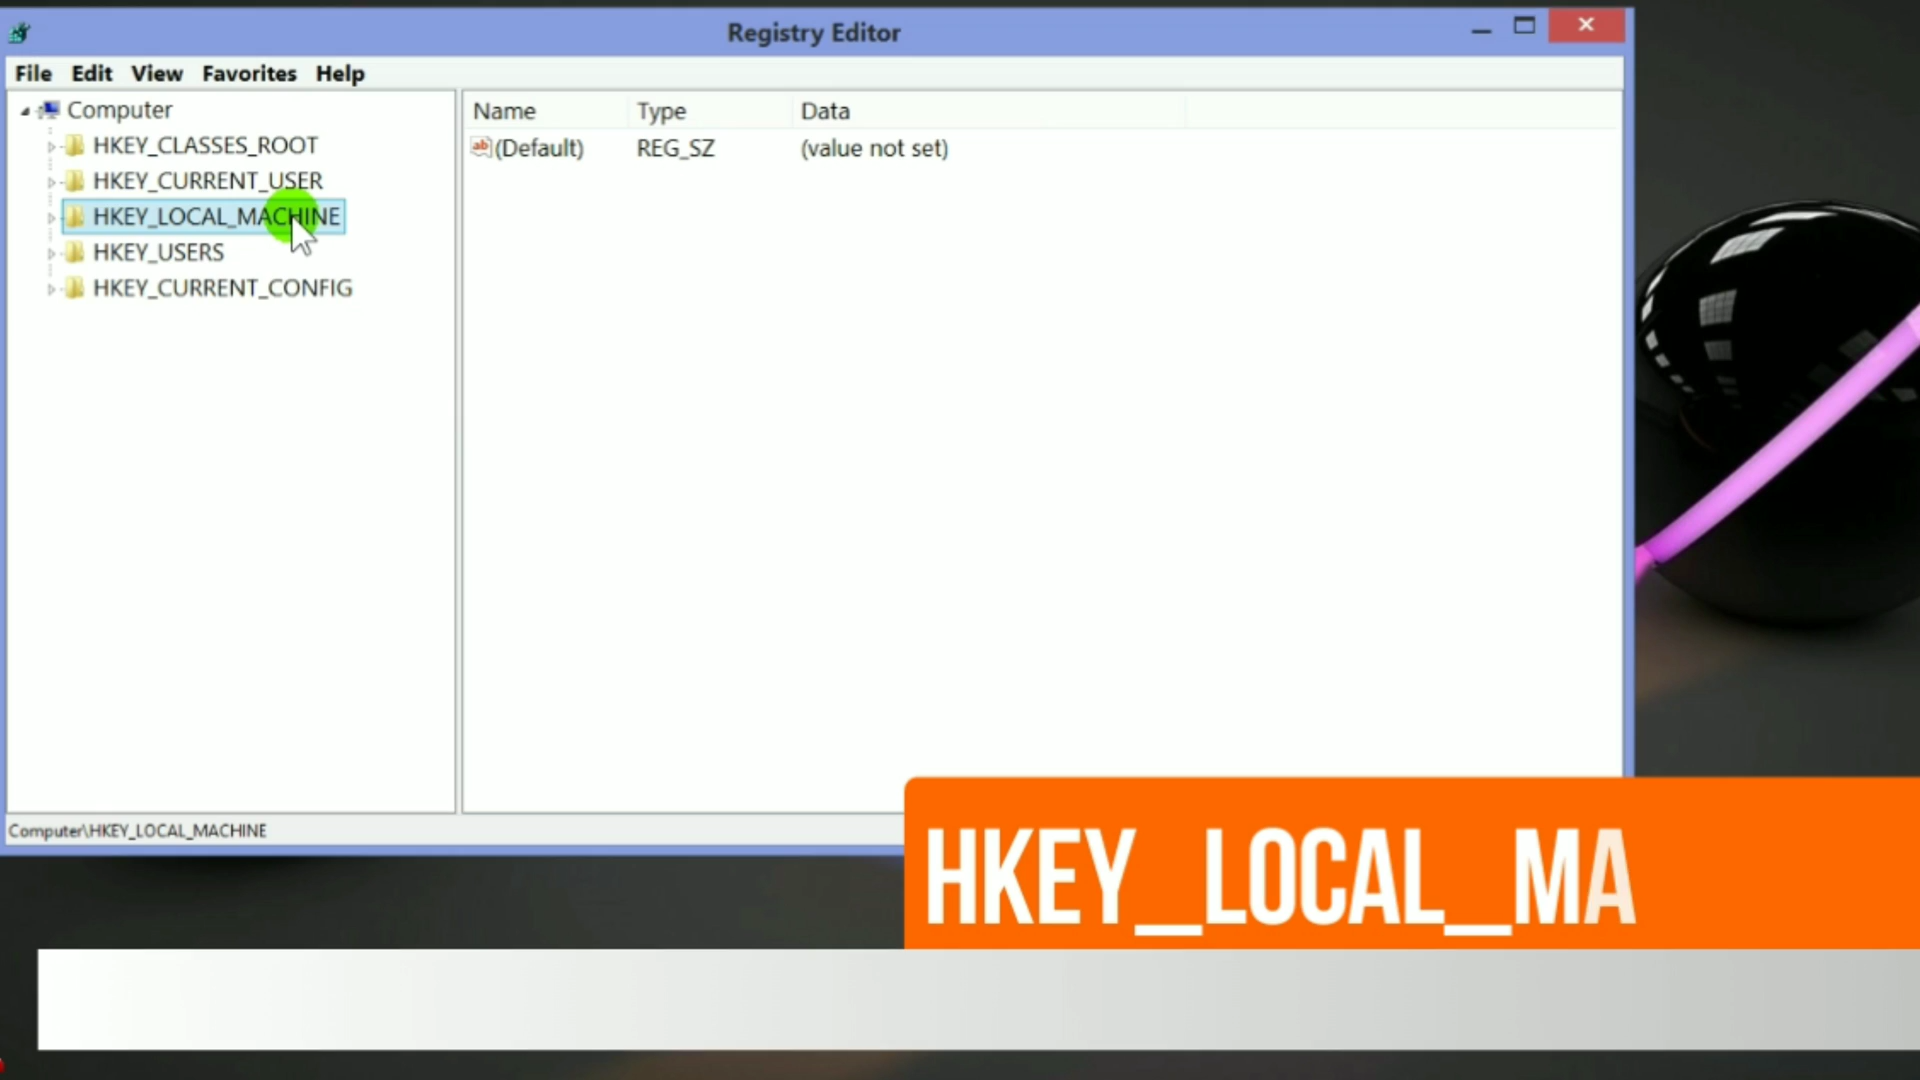 Registry Editor
File Edit View Favorites Help
Computer
HKEY_CLASSES_ROOT
HKEY_CURRENT_USER
HKEY_LOCAL_MACHINE
HKEY_USERS
HKEY_CURRENT_CONFIG
Name Type Data
ab (Default) REG_SZ (value not set)
Computer\HKEY_LOCAL_MACHINE
HKEY_LOCAL_MA